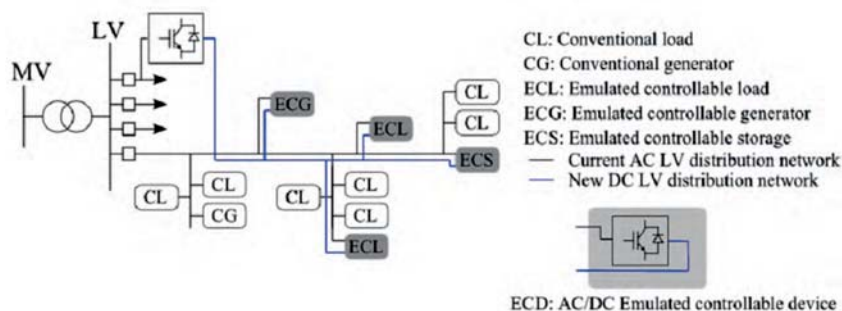 LV
MV
ECG
CL
CL
ECL
ECS
CL
CL
CG
CL
CL
CL
ECL
CL: Conventional load
CG: Conventional generator
ECL: Emulated controllable load
ECG: Emulated controllable generator
ECS: Emulated controllable storage
Current AC LV distribution network
New DC LV distribution network
ECD: AC/DC Emulated controllable device